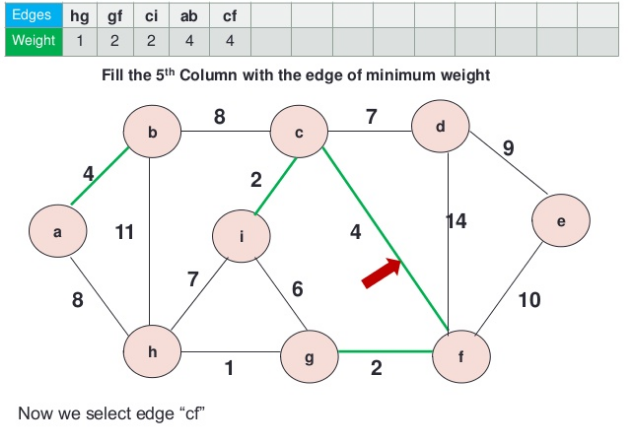 Edges hg gf ci ab cf
Weight 1 2 2 4 4
Fill the 5th Column with the edge of minimum weight
8 7
b c d
4 2 9
a 11 i 4 14 e
8 7 6 10
h g f
1 2
Now we select edge “cf”